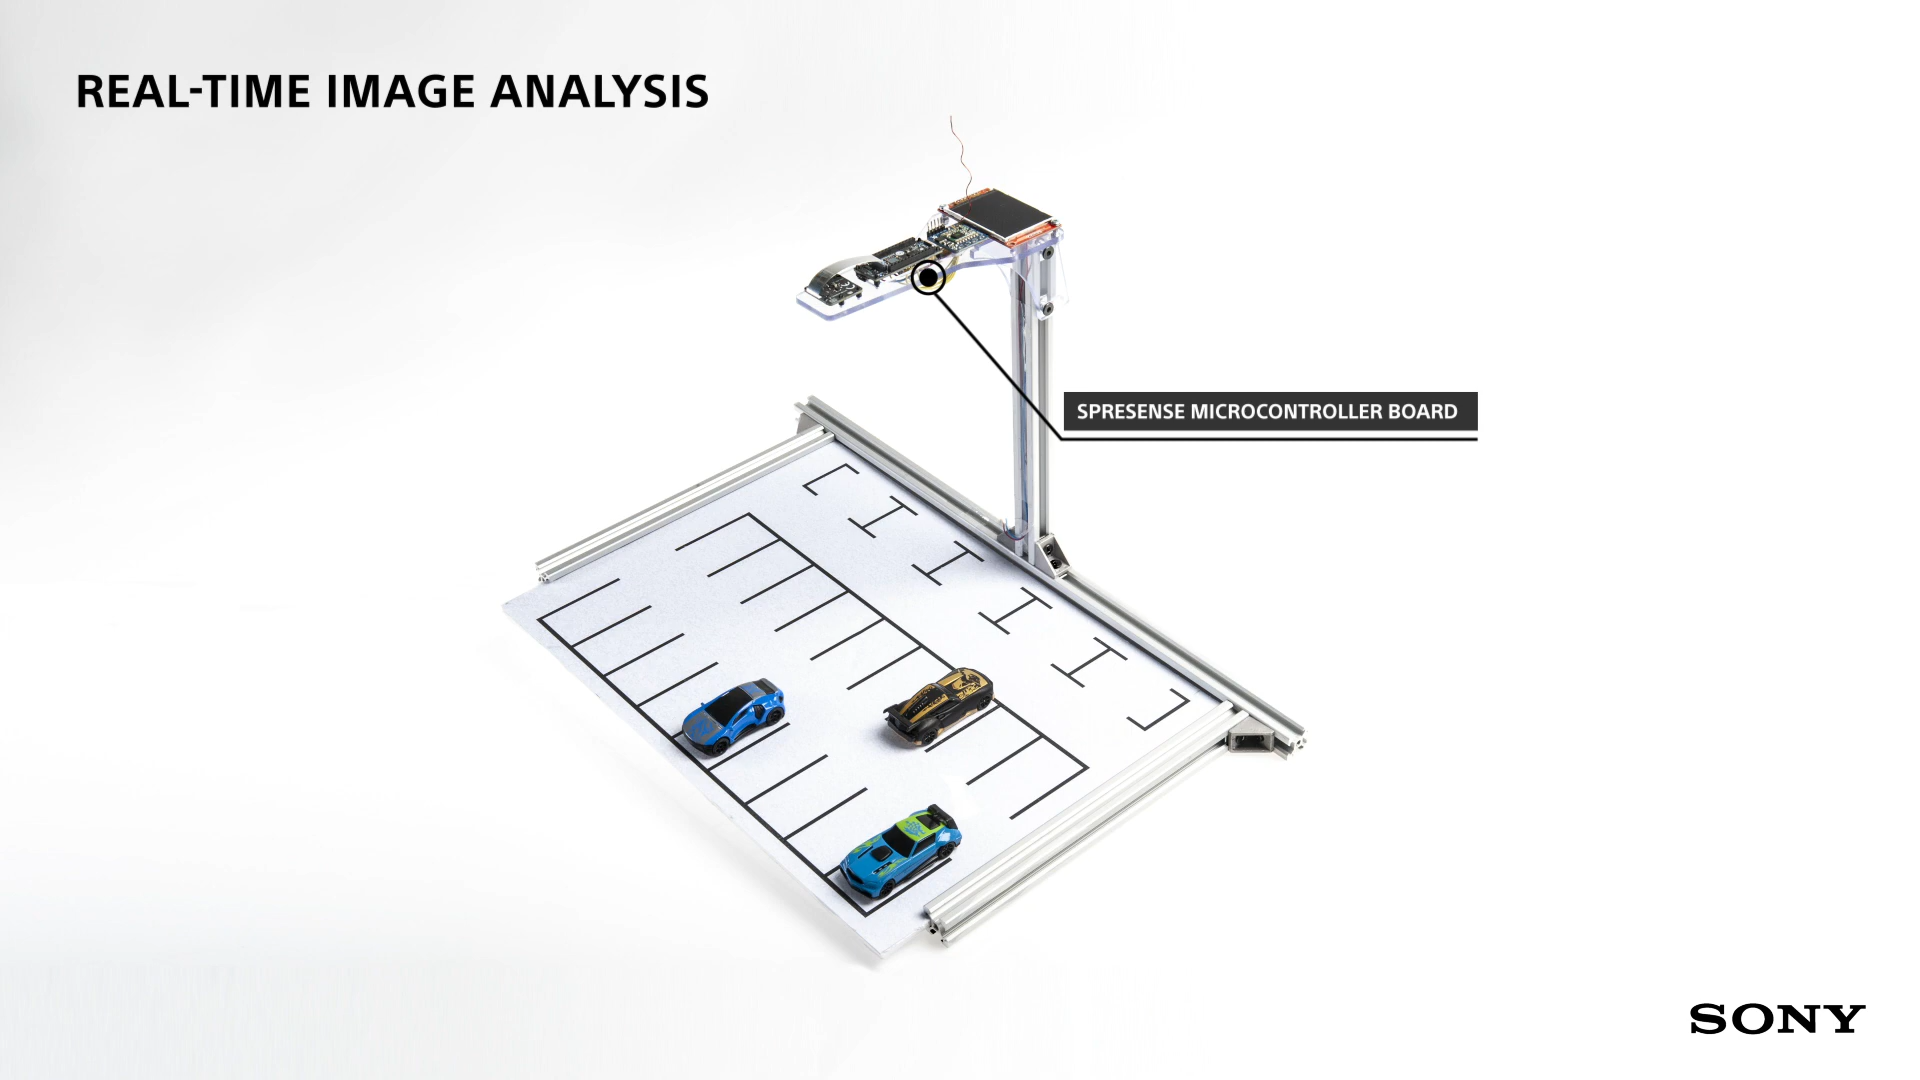 REAL-TIME IMAGE ANALYSIS
SPRESENSE MICROCONTROLLER BOARD
SONY